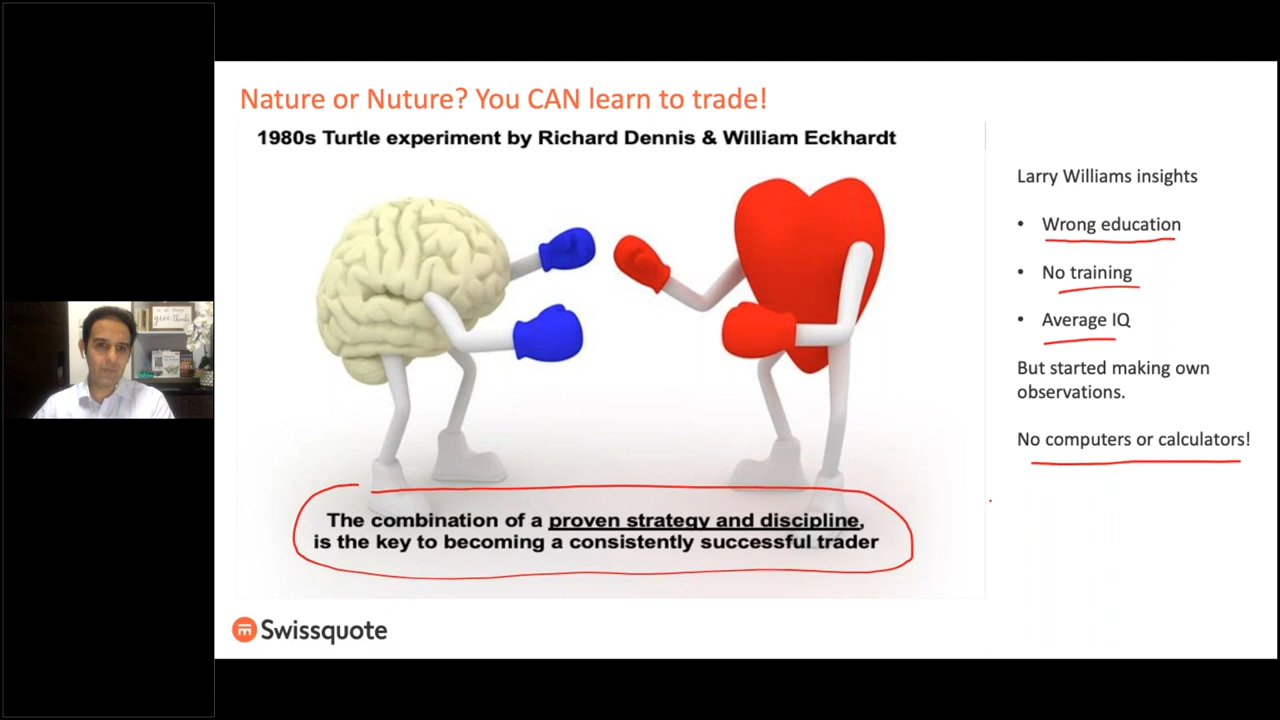 Nature or Nuture? You CAN learn to trade!
1980s Turtle experiment by Richard Dennis & William Eckhardt
The combination of a proven strategy and discipline,
is the key to becoming a consistently successful trader
Larry Williams insights
• Wrong education
• No training
• Average IQ
But started making own
observations.
No computers or calculators!
Swissquote
give thanks